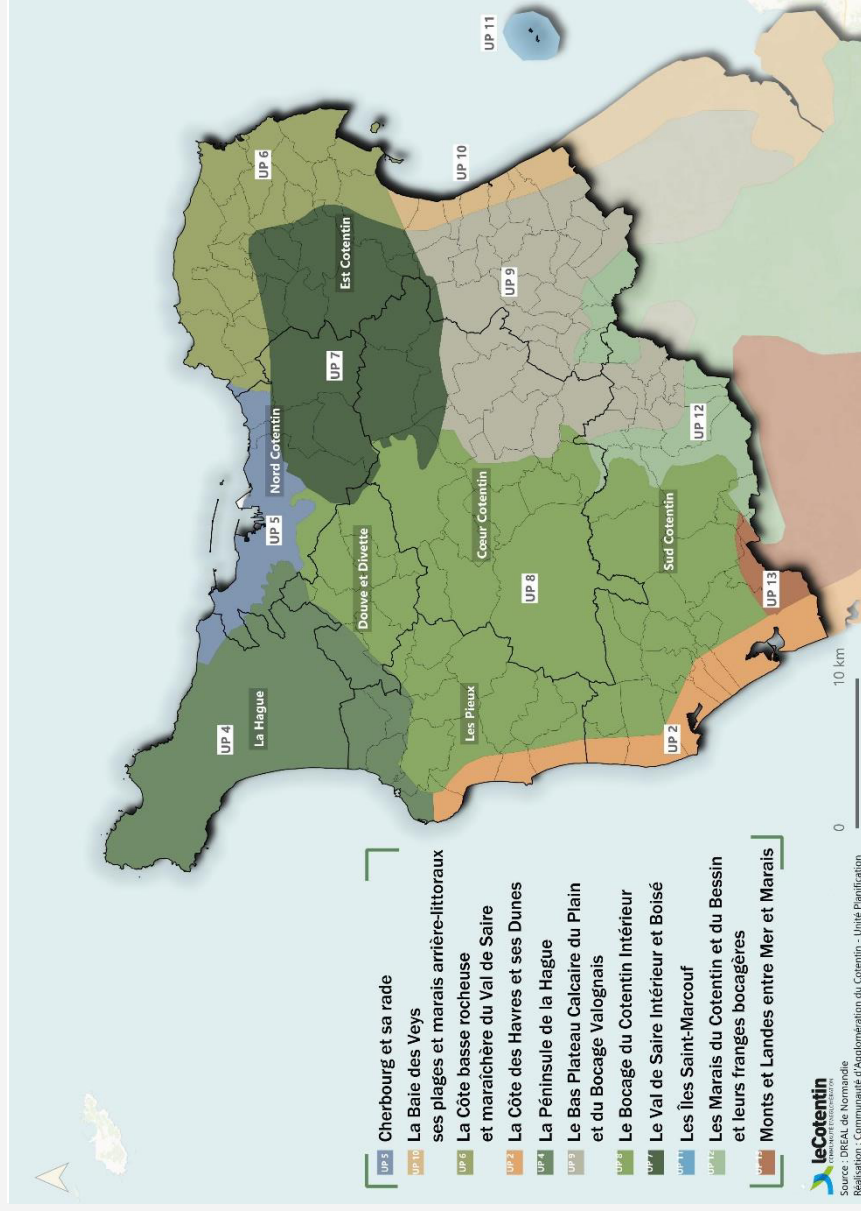 UP 11
UP 6
UP 10
Est Cotentin
UP 9
UP 7
Nord Cotentin
UP 5
UP 12
Cœur Cotentin
Sud Cotentin
Douve et Divette
UP 8
UP 13
La Hague
UP 4
Les Pieux
UP 2
0
10 km
UP 5 Cherbourg et sa rade
UP 10 La Baie des Veys
ses plages et marais arrière-littoraux
UP 6 La Côte basse rocheuse
et maraîchère du Val de Saire
UP 2 La Côte des Havres et ses Dunes
UP 4 La Péninsule de la Hague
UP 9 Le Bas Plateau Calcaire du Plain
et du Bocage Valognais
UP 8 Le Bocage du Cotentin Intérieur
UP 7 Le Val de Saire Intérieur et Boisé
UP 11 Les Îles Saint-Marcouf
UP 12 Les Marais du Cotentin et du Bessin
et leurs franges bocagères
UP 13 Monts et Landes entre Mer et Marais
leCotentin
COMMUNAUTÉ D'AGGLOMÉRATION
Source : DREAL de Normandie
Réalisation : Communauté d'Agglomération du Cotentin - Unité Planification